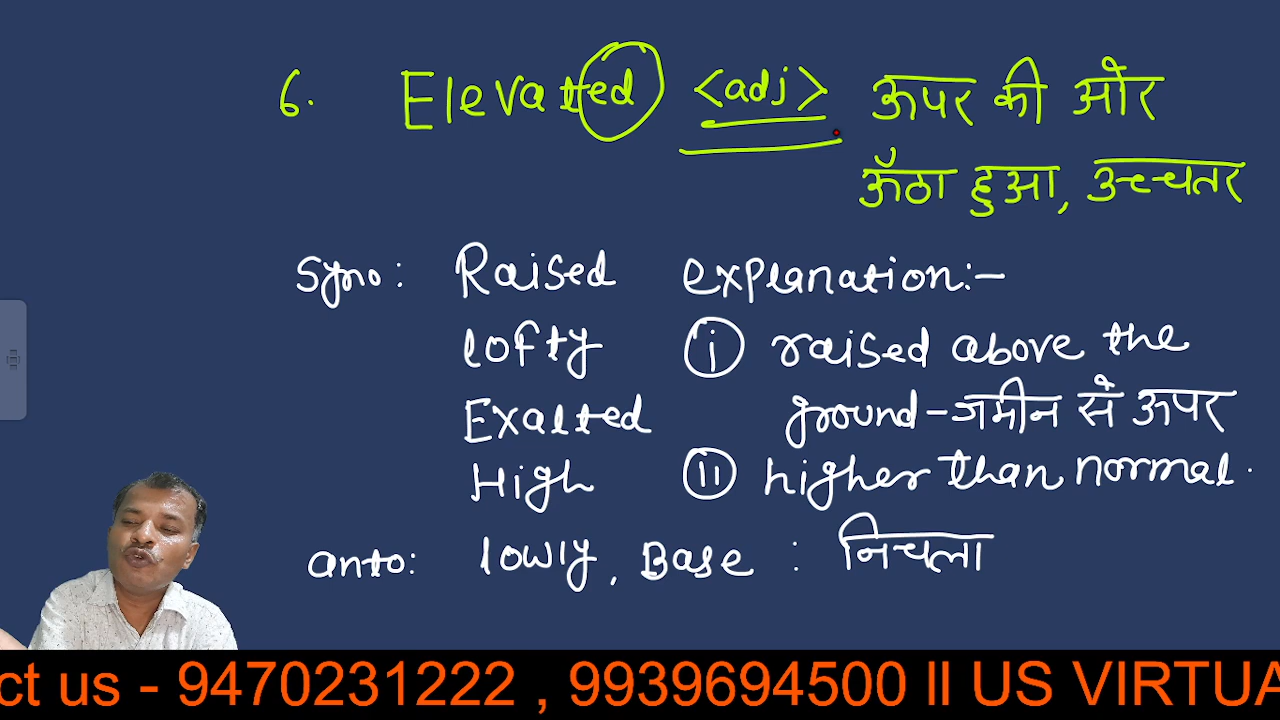 6. Elevated <adj> ऊपर की ओर
ऊँठा हुआ, उच्चतर
Syno: Raised explanation:-
Lofty (i) raised above the
Exalted ground-जमीन से ऊपर
High (ii) higher than normal.
anto: lowly, Base : निचला
ct us - 9470231222 , 9939694500 ll US VIRTUA